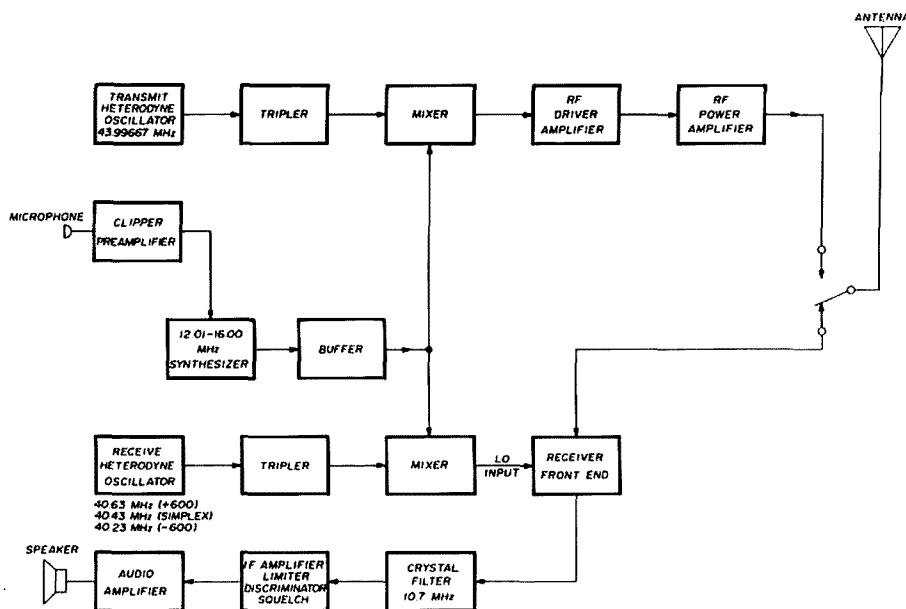 ANTENNA
TRANSMIT
HETERODYNE
OSCILLATOR
43.99667 MHz
TRIPLER
MIXER
RF
DRIVER
AMPLIFIER
RF
POWER
AMPLIFIER
MICROPHONE
CLIPPER
PREAMPLIFIER
12.01-16.00
MHz
SYNTHESIZER
BUFFER
RECEIVE
HETERODYNE
OSCILLATOR
TRIPLER
MIXER
LO
INPUT
RECEIVER
FRONT END
40.63 MHz (+600)
40.43 MHz (SIMPLEX)
40.23 MHz (-600)
SPEAKER
AUDIO
AMPLIFIER
I F AMPLIFIER
LIMITER
DISCRIMINATOR
SQUELCH
CRYSTAL
FILTER
10.7 MHz